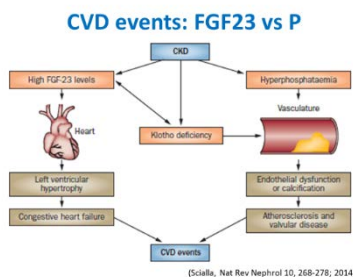 CVD events: FGF23 vs P
CKD
High FGF-23 levels
Hyperphosphataemia
Vasculature
Heart
Klotho deficiency
Left ventricular
hypertrophy
Endothelial dysfunction
or calcification
Congestive heart failure
Atherosclerosis and
valvular disease
CVD events
(Scialla, Nat Rev Nephrol 10, 268-278; 2014